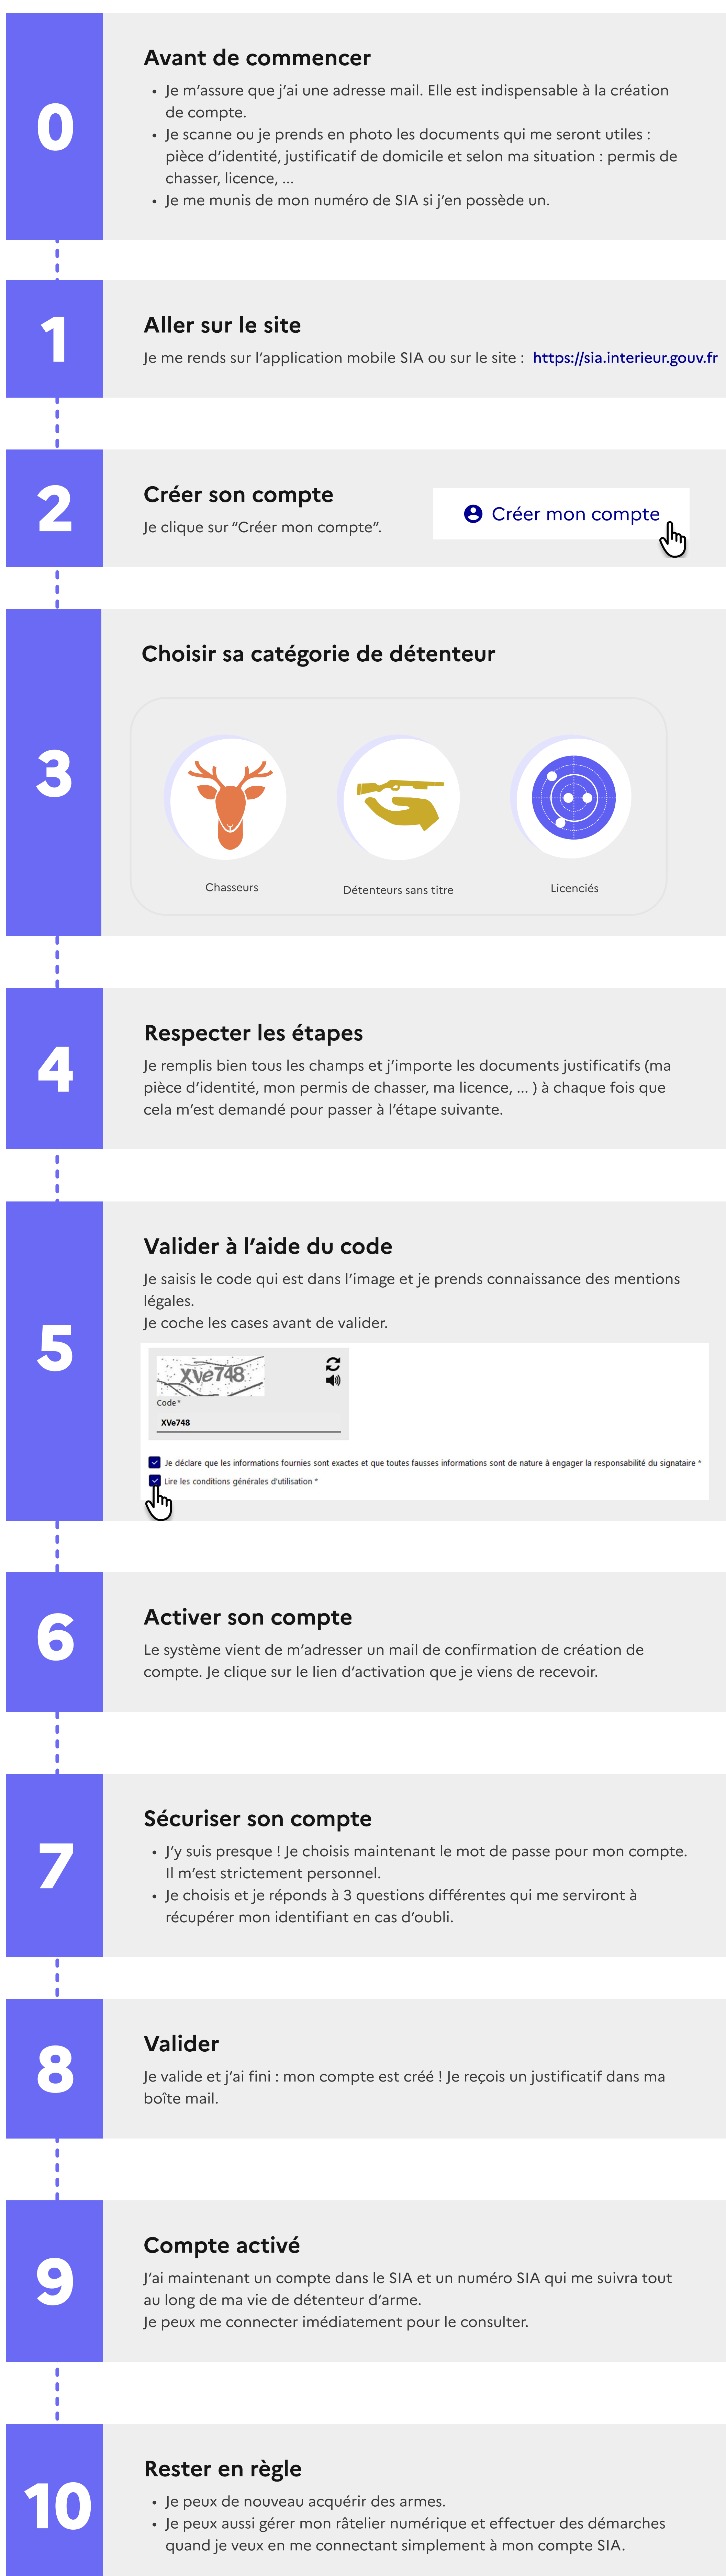 0
Avant de commencer
• Je m’assure que j’ai une adresse mail. Elle est indispensable à la création
de compte.
• Je scanne ou je prends en photo les documents qui me seront utiles :
pièce d’identité, justificatif de domicile et selon ma situation : permis de
chasser, licence, ...
• Je me munis de mon numéro de SIA si j’en possède un.
1
Aller sur le site
Je me rends sur l’application mobile SIA ou sur le site : https://sia.interieur.gouv.fr
2
Créer son compte
Je clique sur “Créer mon compte”.
Créer mon compte
3
Choisir sa catégorie de détenteur
Chasseurs
Détenteurs sans titre
Licenciés
4
Respecter les étapes
Je remplis bien tous les champs et j’importe les documents justificatifs (ma
pièce d’identité, mon permis de chasser, ma licence, ... ) à chaque fois que
cela m’est demandé pour passer à l’étape suivante.
5
Valider à l’aide du code
Je saisis le code qui est dans l’image et je prends connaissance des mentions
légales.
Je coche les cases avant de valider.
XVe748
Code *
XVe748
Je déclare que les informations fournies sont exactes et que toutes fausses informations sont de nature à engager la responsabilité du signataire *
Lire les conditions générales d'utilisation *
6
Activer son compte
Le système vient de m’adresser un mail de confirmation de création de
compte. Je clique sur le lien d’activation que je viens de recevoir.
7
Sécuriser son compte
• J’y suis presque ! Je choisis maintenant le mot de passe pour mon compte.
Il m’est strictement personnel.
• Je choisis et je réponds à 3 questions différentes qui me serviront à
récupérer mon identifiant en cas d’oubli.
8
Valider
Je valide et j’ai fini : mon compte est créé ! Je reçois un justificatif dans ma
boîte mail.
9
Compte activé
J’ai maintenant un compte dans le SIA et un numéro SIA qui me suivra tout
au long de ma vie de détenteur d’arme.
Je peux me connecter imédiatement pour le consulter.
10
Rester en règle
• Je peux de nouveau acquérir des armes.
• Je peux aussi gérer mon râtelier numérique et effectuer des démarches
quand je veux en me connectant simplement à mon compte SIA.